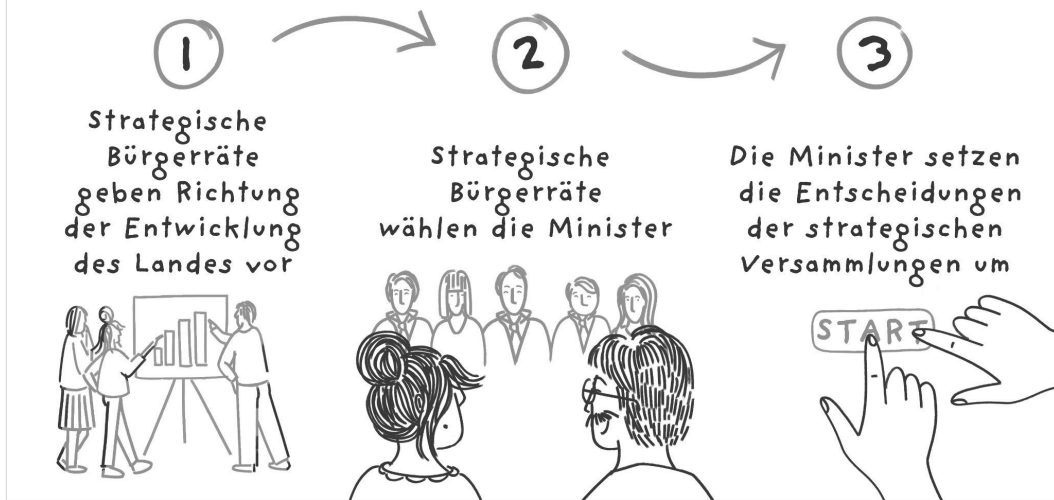 1
2
3
Strategische
Bürgerräte
geben Richtung
der Entwicklung
des Landes vor
Strategische
Bürgerräte
wählen die Minister
Die Minister setzen
die Entscheidungen
der strategischen
Versammlungen um
START